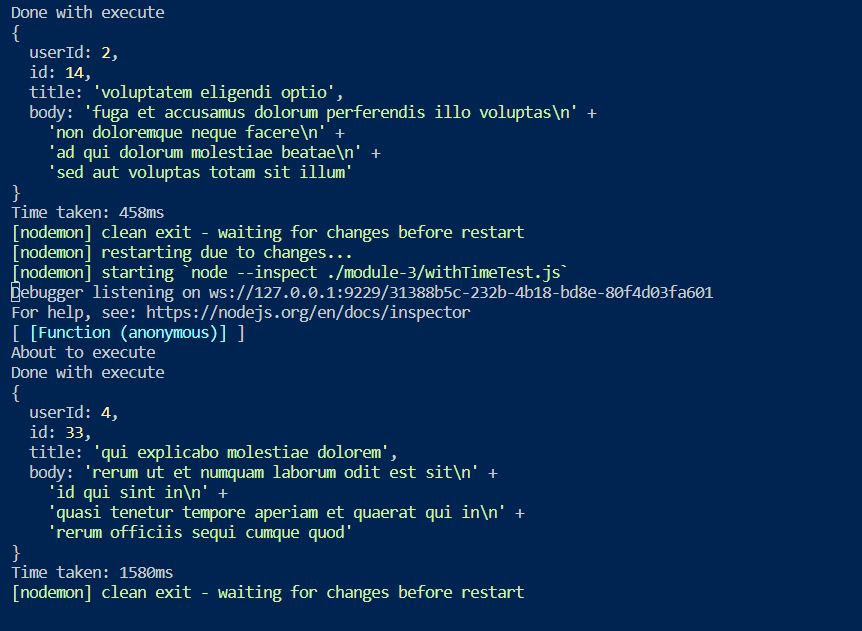 Done with execute
{
  userId: 2,
  id: 14,
  title: 'voluptatem eligendi optio',
  body: 'fuga et accusamus dolorum perferendis illo voluptas\n' +
    'non doloremque neque facere\n' +
    'ad qui dolorum molestiae beatae\n' +
    'sed aut voluptas totam sit illum'
}
Time taken: 458ms
[nodemon] clean exit - waiting for changes before restart
[nodemon] restarting due to changes...
[nodemon] starting `node --inspect ./module-3/withTimeTest.js`
Debugger listening on ws://127.0.0.1:9229/31388b5c-232b-4b18-bd8e-80f4d03fa601
For help, see: https://nodejs.org/en/docs/inspector
[ [Function (anonymous)] ]
About to execute
Done with execute
{
  userId: 4,
  id: 33,
  title: 'qui explicabo molestiae dolorem',
  body: 'rerum ut et numquam laborum odit est sit\n' +
    'id qui sint in\n' +
    'quasi tenetur tempore aperiam et quaerat qui in\n' +
    'rerum officiis sequi cumque quod'
}
Time taken: 1580ms
[nodemon] clean exit - waiting for changes before restart